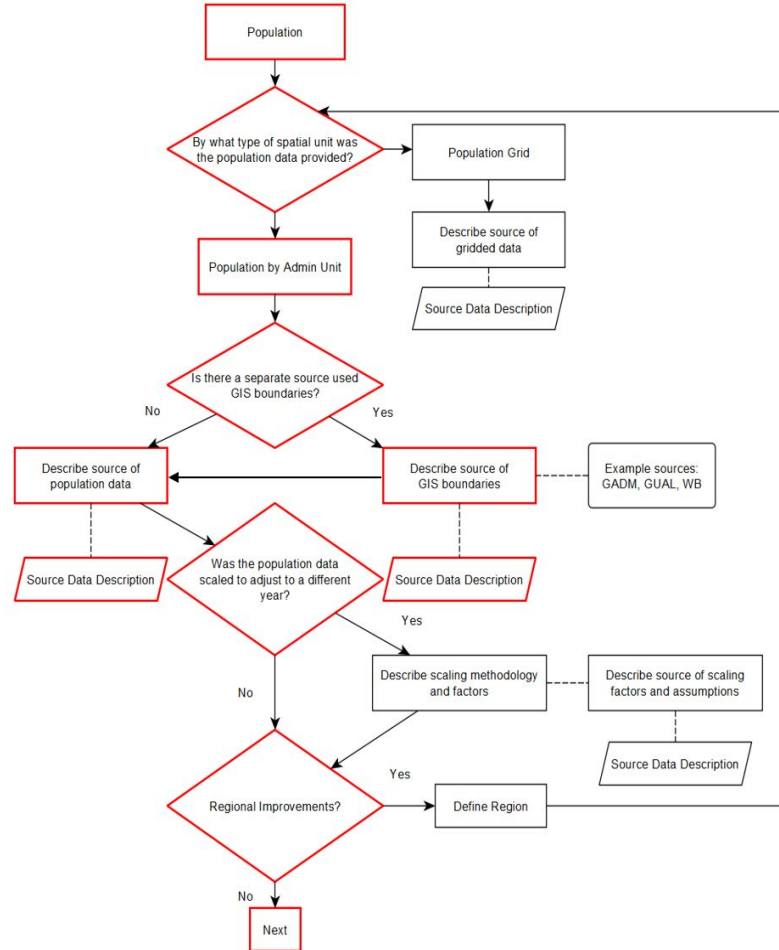 Population
By what type of spatial unit was
the population data provided?
Population Grid
Describe source of
gridded data
Population by Admin Unit
Source Data Description
Is there a separate source used
GIS boundaries?
No
Yes
Describe source of
population data
Describe source of
GIS boundaries
Example sources:
GADM, GUAL, WB
Source Data Description
Was the population data
scaled to adjust to a different
year?
Source Data Description
Yes
Describe scaling methodology
and factors
Describe source of scaling
factors and assumptions
No
Source Data Description
Yes
Regional Improvements?
Define Region
No
Next